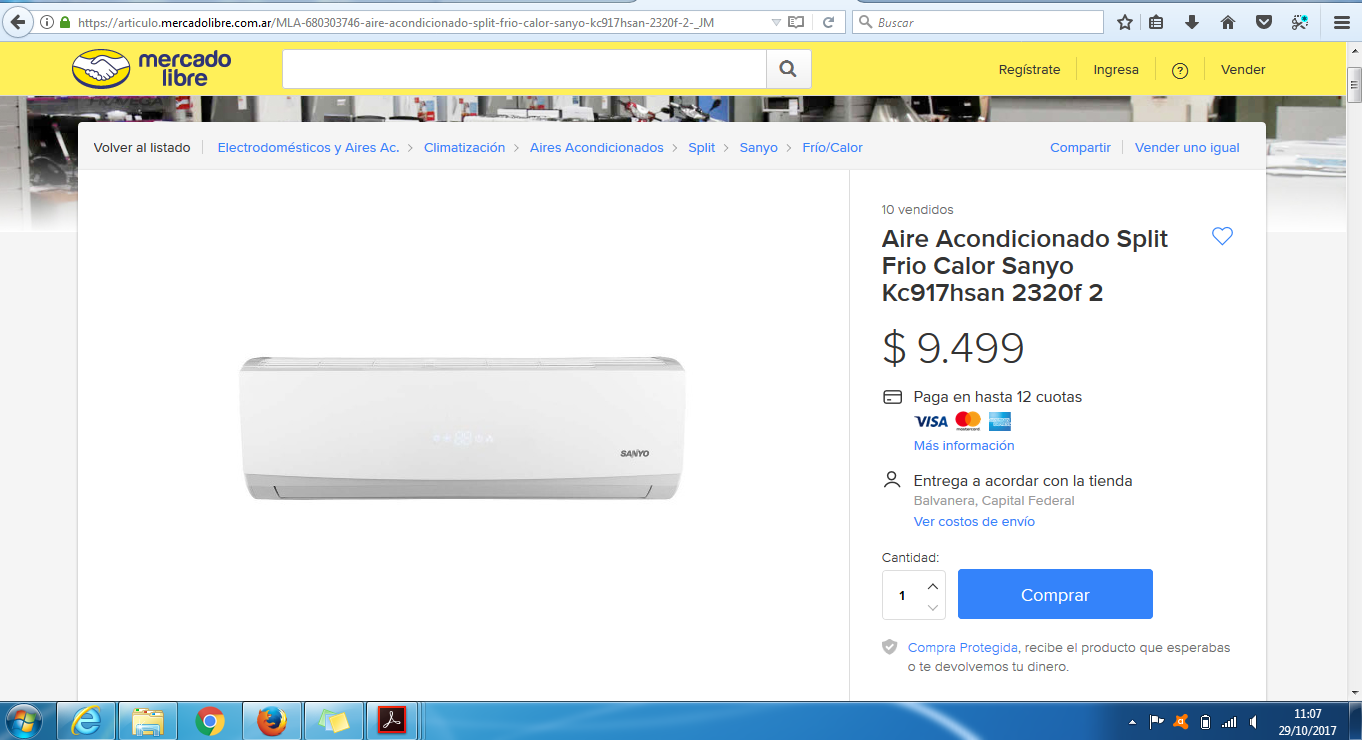 https://articulo.mercadolibre.com.ar/MLA-680303746-aire-acondicionado-split-frio-calor-sanyo-kc917hsan-2320f-2-_JM
Buscar
mercado
libre
Regístrate
Ingresa
?
Vender
Volver al listado
Electrodomésticos y Aires Ac. > Climatización > Aires Acondicionados > Split > Sanyo > Frío/Calor
Compartir
Vender uno igual
SANYO
10 vendidos
Aire Acondicionado Split
Frio Calor Sanyo
Kc917hsan 2320f 2
$ 9.499
Paga en hasta 12 cuotas
VISA
mastercard
Más información
Entrega a acordar con la tienda
Balvanera, Capital Federal
Ver costos de envío
Cantidad:
1
Comprar
Compra Protegida, recibe el producto que esperabas
o te devolvemos tu dinero.
11:07
29/10/2017